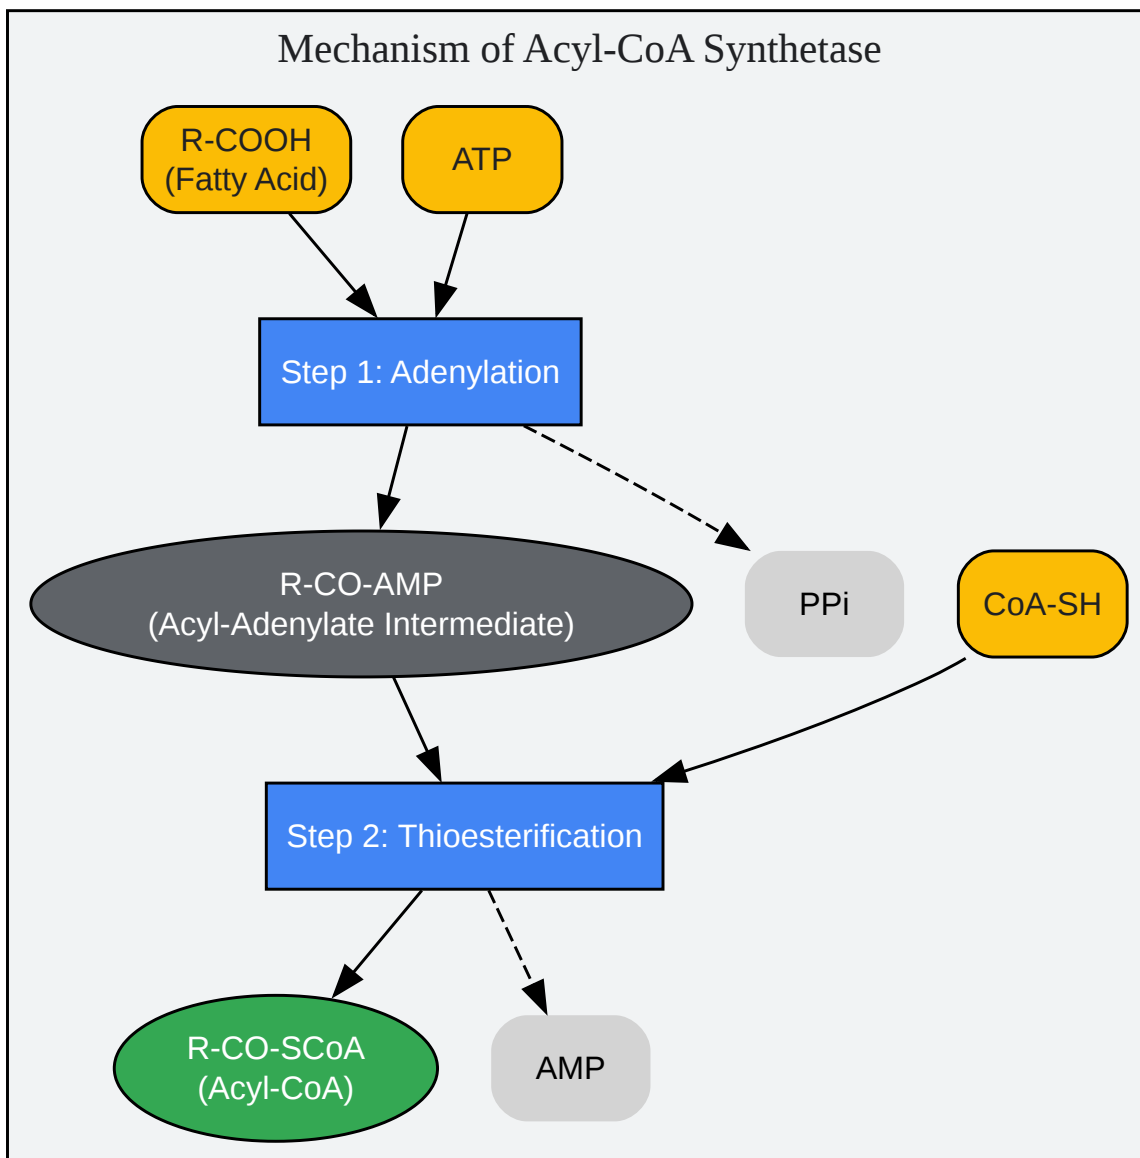 Mechanism of Acyl-CoA Synthetase
R-COOH
(Fatty Acid)
ATP
Step 1: Adenylation
R-CO-AMP
(Acyl-Adenylate Intermediate)
PPi
CoA-SH
Step 2: Thioesterification
R-CO-SCoA
(Acyl-CoA)
AMP